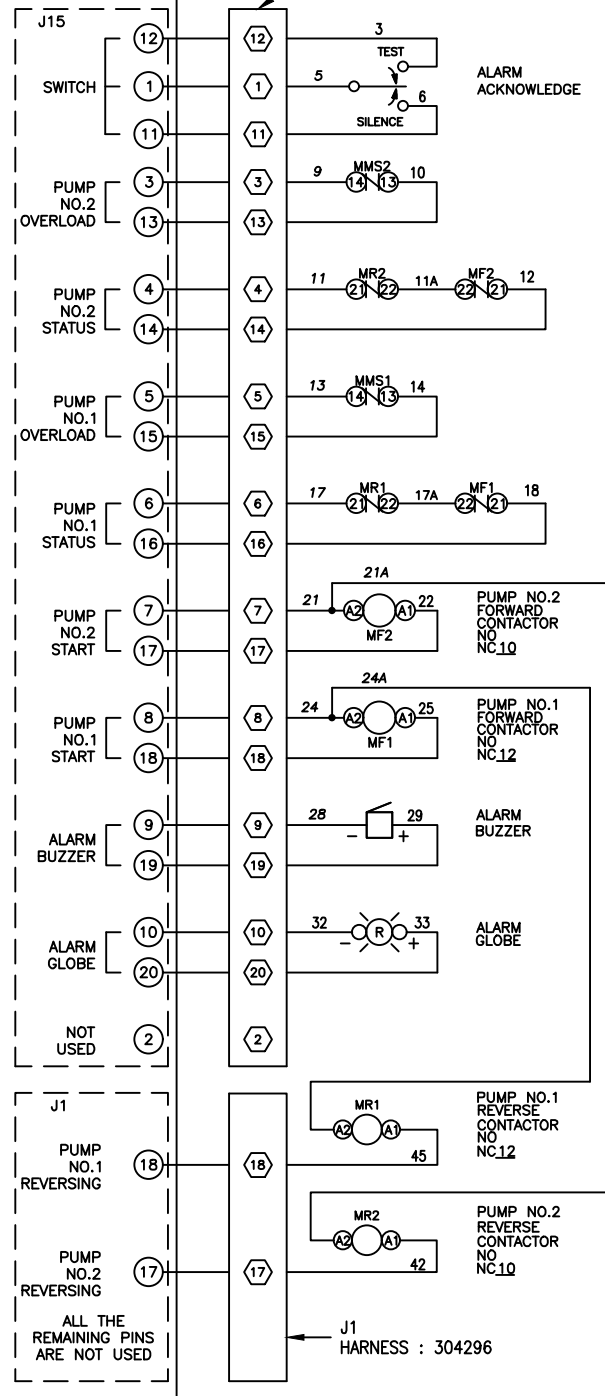 J15
12
12
3
TEST
SWITCH
1
1
5
ALARM
ACKNOWLEDGE
6
SILENCE
11
11
PUMP
NO.2
OVERLOAD
3
3
9
MMS2
14
13
10
13
13
PUMP
NO.2
STATUS
4
4
11
MR2
21
22
11A
MF2
22
21
12
14
14
PUMP
NO.1
OVERLOAD
5
5
13
MMS1
14
13
14
15
15
PUMP
NO.1
STATUS
6
6
17
MR1
21
22
17A
MF1
22
21
18
16
16
21A
PUMP
NO.2
START
7
7
21
A2
A1
22
MF2
PUMP NO.2
FORWARD
CONTACTOR
NO
NC 10
17
17
24A
PUMP
NO.1
START
8
8
24
A2
A1
25
MF1
PUMP NO.1
FORWARD
CONTACTOR
NO
NC 12
18
18
ALARM
BUZZER
9
9
28
29
- +
ALARM
BUZZER
19
19
ALARM
GLOBE
10
10
32
R
33
- +
ALARM
GLOBE
20
20
NOT
USED
2
2
J1
MR1
A2
A1
PUMP NO.1
REVERSE
CONTACTOR
NO
NC 12
PUMP
NO.1
REVERSING
18
18
45
MR2
A2
A1
PUMP NO.2
REVERSE
CONTACTOR
NO
NC 10
PUMP
NO.2
REVERSING
17
17
42
ALL THE
REMAINING PINS
ARE NOT USED
J1
HARNESS : 304296